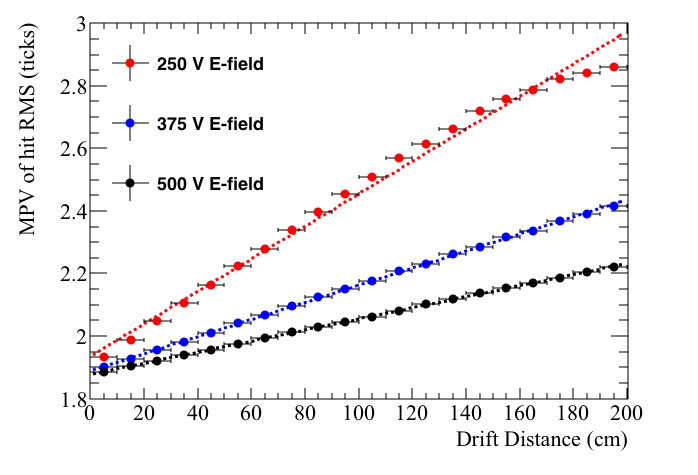 MPV of hit RMS (ticks)
3
2.8
2.6
2.4
2.2
2
1.8
250 V E-field
375 V E-field
500 V E-field
0 20 40 60 80 100 120 140 160 180 200
Drift Distance (cm)